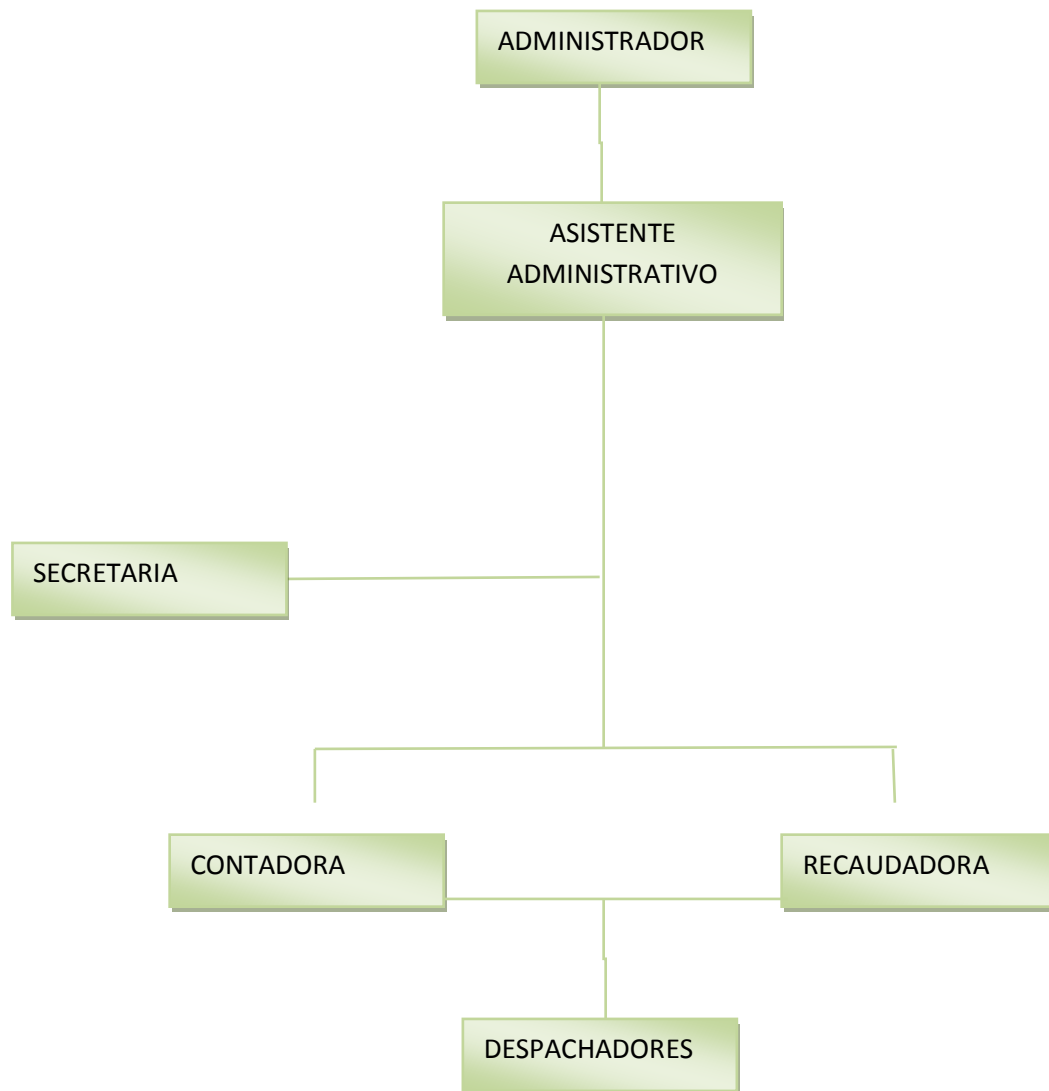 ADMINISTRADOR
ASISTENTE
ADMINISTRATIVO
SECRETARIA
CONTADORA
RECAUDADORA
DESPACHADORES